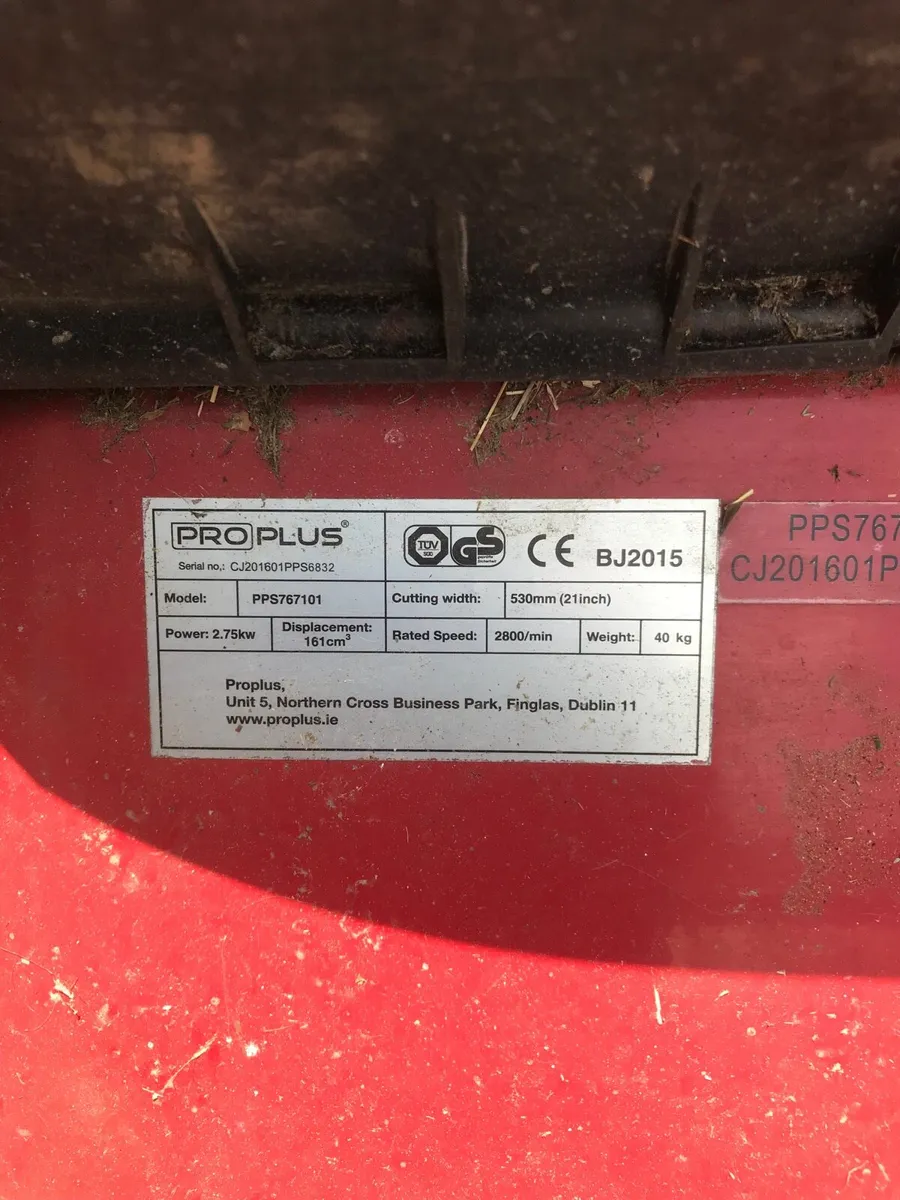 PROPLUS®
Serial no,: CJ201601PPS6832
TÜV
SÜD
GS
geprüfte
Sicherheit
CE
BJ2015
Model: PPS767101
Cutting width: 530mm (21inch)
Power: 2.75kw
Displacement:
161cm³
Rated Speed: 2800/min
Weight: 40 kg
Proplus,
Unit 5, Northern Cross Business Park, Finglas, Dublin 11
www.proplus.ie
PPS767
CJ201601P